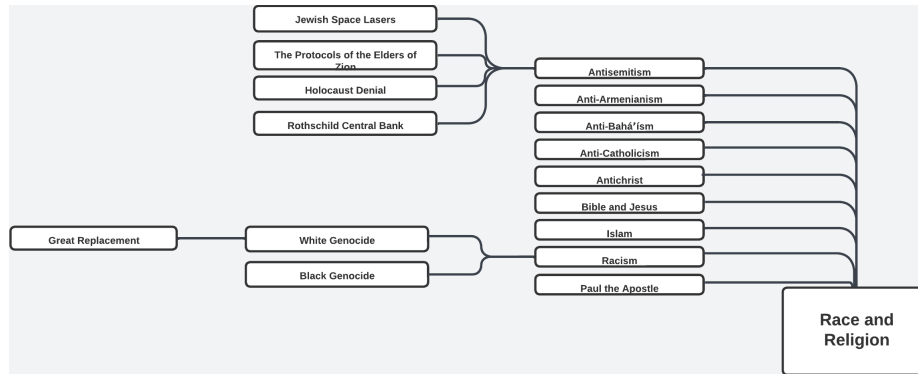 Jewish Space Lasers
The Protocols of the Elders of
Zion
Holocaust Denial
Rothschild Central Bank
Antisemitism
Anti-Armenianism
Anti-Baháʼísm
Anti-Catholicism
Antichrist
Bible and Jesus
Islam
Racism
Paul the Apostle
Great Replacement
White Genocide
Black Genocide
Race and
Religion